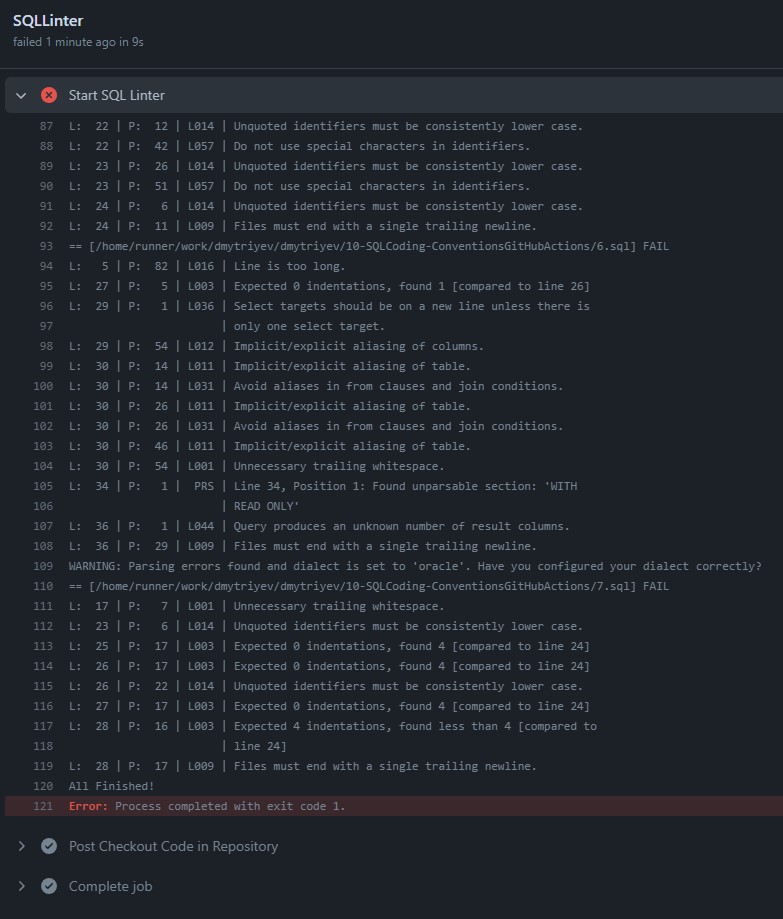 SQLLinter
failed 1 minute ago in 9s
Start SQL Linter
87 L:  22 | P:  12 | L014 | Unquoted identifiers must be consistently lower case.
88 L:  22 | P:  42 | L057 | Do not use special characters in identifiers.
89 L:  23 | P:  26 | L014 | Unquoted identifiers must be consistently lower case.
90 L:  23 | P:  51 | L057 | Do not use special characters in identifiers.
91 L:  24 | P:   6 | L014 | Unquoted identifiers must be consistently lower case.
92 L:  24 | P:  11 | L009 | Files must end with a single trailing newline.
93 == [/home/runner/work/dmytriyev/dmytriyev/10-SQLCoding-ConventionsGitHubActions/6.sql] FAIL
94 L:   5 | P:  82 | L016 | Line is too long.
95 L:  27 | P:   5 | L003 | Expected 0 indentations, found 1 [compared to line 26]
96 L:  29 | P:   1 | L036 | Select targets should be on a new line unless there is
97                       | only one select target.
98 L:  29 | P:  54 | L012 | Implicit/explicit aliasing of columns.
99 L:  30 | P:  14 | L011 | Implicit/explicit aliasing of table.
100 L:  30 | P:  14 | L031 | Avoid aliases in from clauses and join conditions.
101 L:  30 | P:  26 | L011 | Implicit/explicit aliasing of table.
102 L:  30 | P:  26 | L031 | Avoid aliases in from clauses and join conditions.
103 L:  30 | P:  46 | L011 | Implicit/explicit aliasing of table.
104 L:  30 | P:  54 | L001 | Unnecessary trailing whitespace.
105 L:  34 | P:   1 |  PRS | Line 34, Position 1: Found unparsable section: 'WITH
106                       | READ ONLY'
107 L:  36 | P:   1 | L044 | Query produces an unknown number of result columns.
108 L:  36 | P:  29 | L009 | Files must end with a single trailing newline.
109 WARNING: Parsing errors found and dialect is set to 'oracle'. Have you configured your dialect correctly?
110 == [/home/runner/work/dmytriyev/dmytriyev/10-SQLCoding-ConventionsGitHubActions/7.sql] FAIL
111 L:  17 | P:   7 | L001 | Unnecessary trailing whitespace.
112 L:  23 | P:   6 | L014 | Unquoted identifiers must be consistently lower case.
113 L:  25 | P:  17 | L003 | Expected 0 indentations, found 4 [compared to line 24]
114 L:  26 | P:  17 | L003 | Expected 0 indentations, found 4 [compared to line 24]
115 L:  26 | P:  22 | L014 | Unquoted identifiers must be consistently lower case.
116 L:  27 | P:  17 | L003 | Expected 0 indentations, found 4 [compared to line 24]
117 L:  28 | P:  16 | L003 | Expected 4 indentations, found less than 4 [compared to
118                       | line 24]
119 L:  28 | P:  17 | L009 | Files must end with a single trailing newline.
120 All Finished!
121 Error: Process completed with exit code 1.
Post Checkout Code in Repository
Complete job